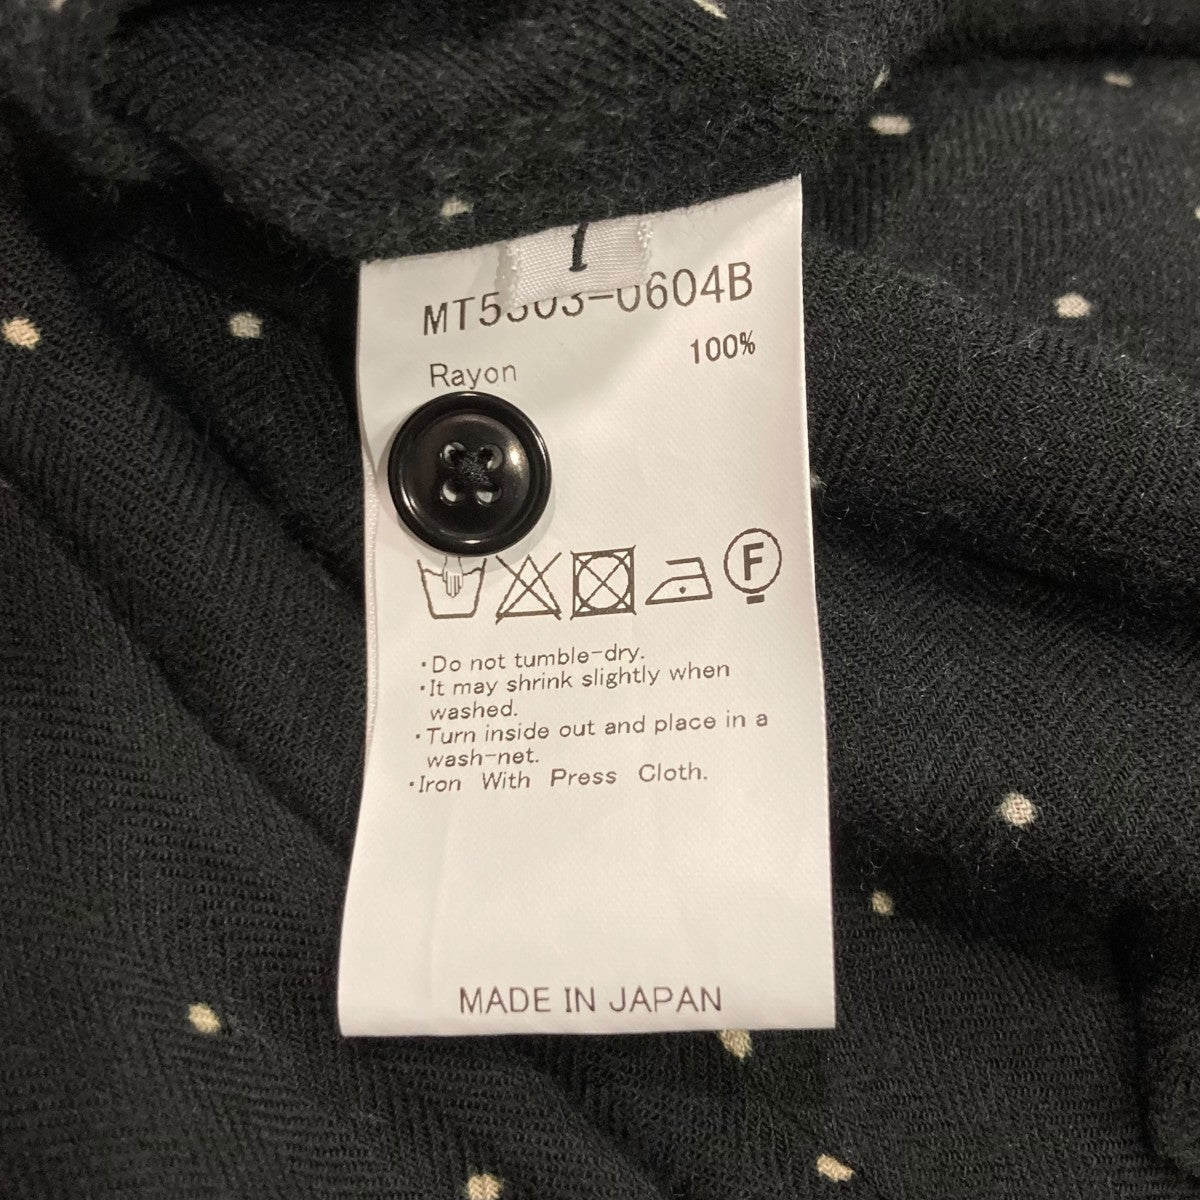 1
MT5303-0604B
100%
Rayon
F
・Do not tumble-dry.
・It may shrink slightly when
washed.
・Turn inside out and place in a
wash-net.
・Iron With Press Cloth.
MADE IN JAPAN